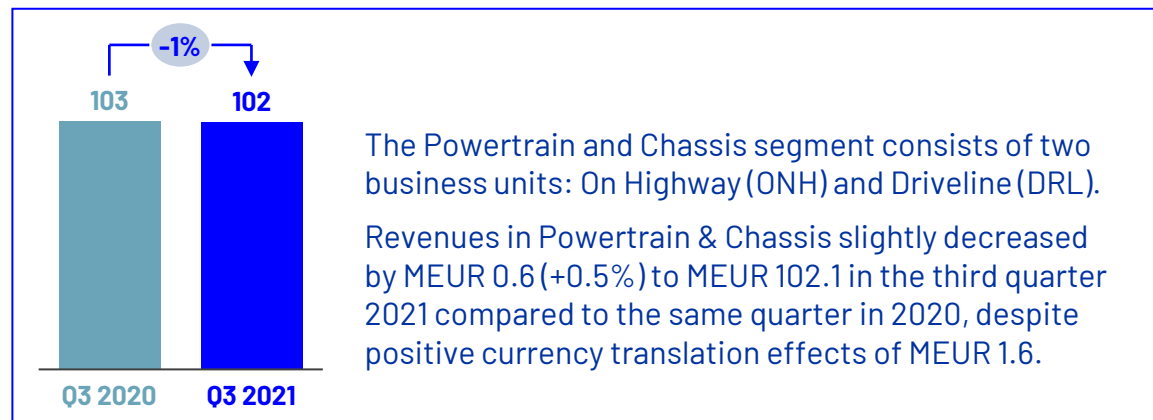 -1%
103
102
Q3 2020
Q3 2021
The Powertrain and Chassis segment consists of two
business units: On Highway (ONH) and Driveline (DRL).
Revenues in Powertrain & Chassis slightly decreased
by MEUR 0.6 (+0.5%) to MEUR 102.1 in the third quarter
2021 compared to the same quarter in 2020, despite
positive currency translation effects of MEUR 1.6.